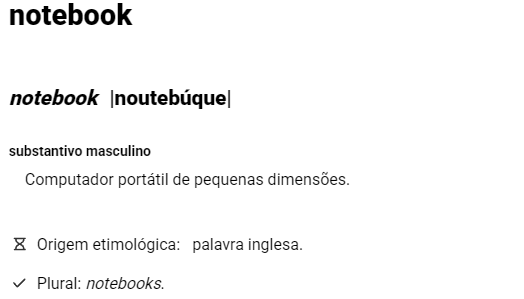 notebook
notebook |noutebúque|
substantivo masculino
Computador portátil de pequenas dimensões.
Origem etimológica: palavra inglesa.
Plural: notebooks.